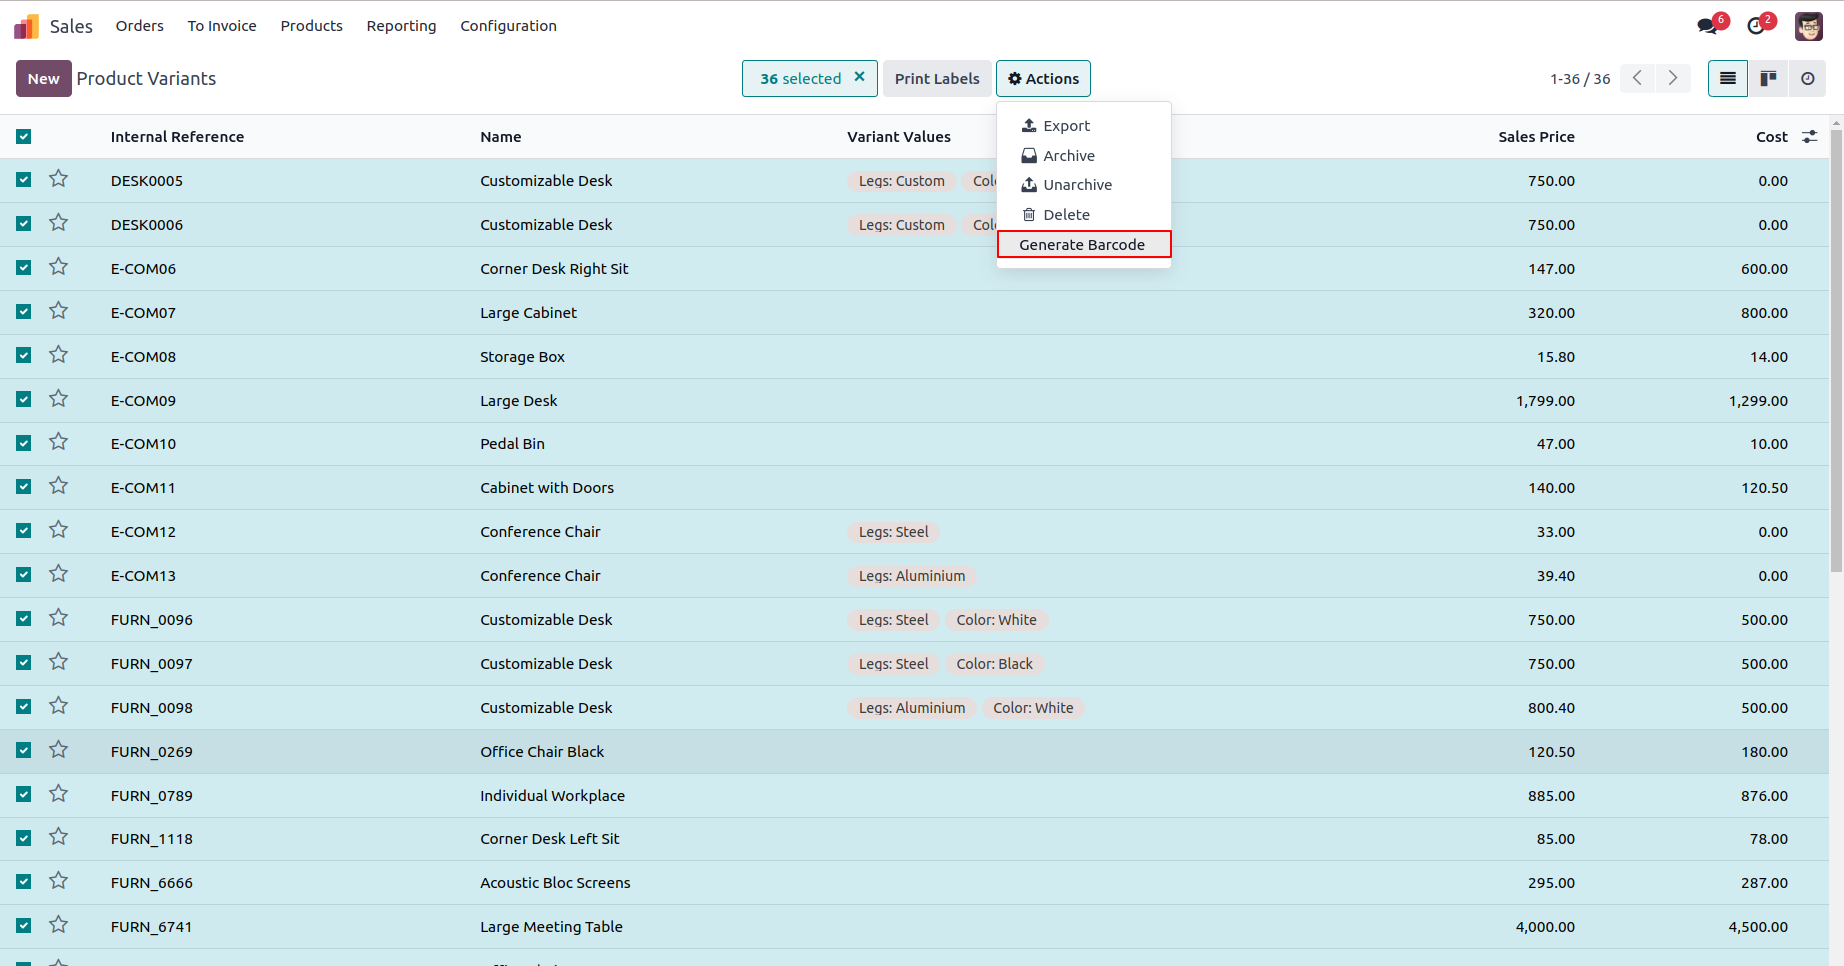 Sales Orders To Invoice Products Reporting Configuration 6 2
New Product Variants 36 selected Print Labels Actions 1-36 / 36
Export
Archive
Unarchive
Delete
Generate Barcode
Internal Reference Name Variant Values Sales Price Cost
DESK0005 Customizable Desk Legs: Custom 750.00 0.00
DESK0006 Customizable Desk Legs: Custom 750.00 0.00
E-COM06 Corner Desk Right Sit 147.00 600.00
E-COM07 Large Cabinet 320.00 800.00
E-COM08 Storage Box 15.80 14.00
E-COM09 Large Desk 1,799.00 1,299.00
E-COM10 Pedal Bin 47.00 10.00
E-COM11 Cabinet with Doors 140.00 120.50
E-COM12 Conference Chair Legs: Steel 33.00 0.00
E-COM13 Conference Chair Legs: Aluminium 39.40 0.00
FURN_0096 Customizable Desk Legs: Steel Color: White 750.00 500.00
FURN_0097 Customizable Desk Legs: Steel Color: Black 750.00 500.00
FURN_0098 Customizable Desk Legs: Aluminium Color: White 800.40 500.00
FURN_0269 Office Chair Black 120.50 180.00
FURN_0789 Individual Workplace 885.00 876.00
FURN_1118 Corner Desk Left Sit 85.00 78.00
FURN_6666 Acoustic Bloc Screens 295.00 287.00
FURN_6741 Large Meeting Table 4,000.00 4,500.00